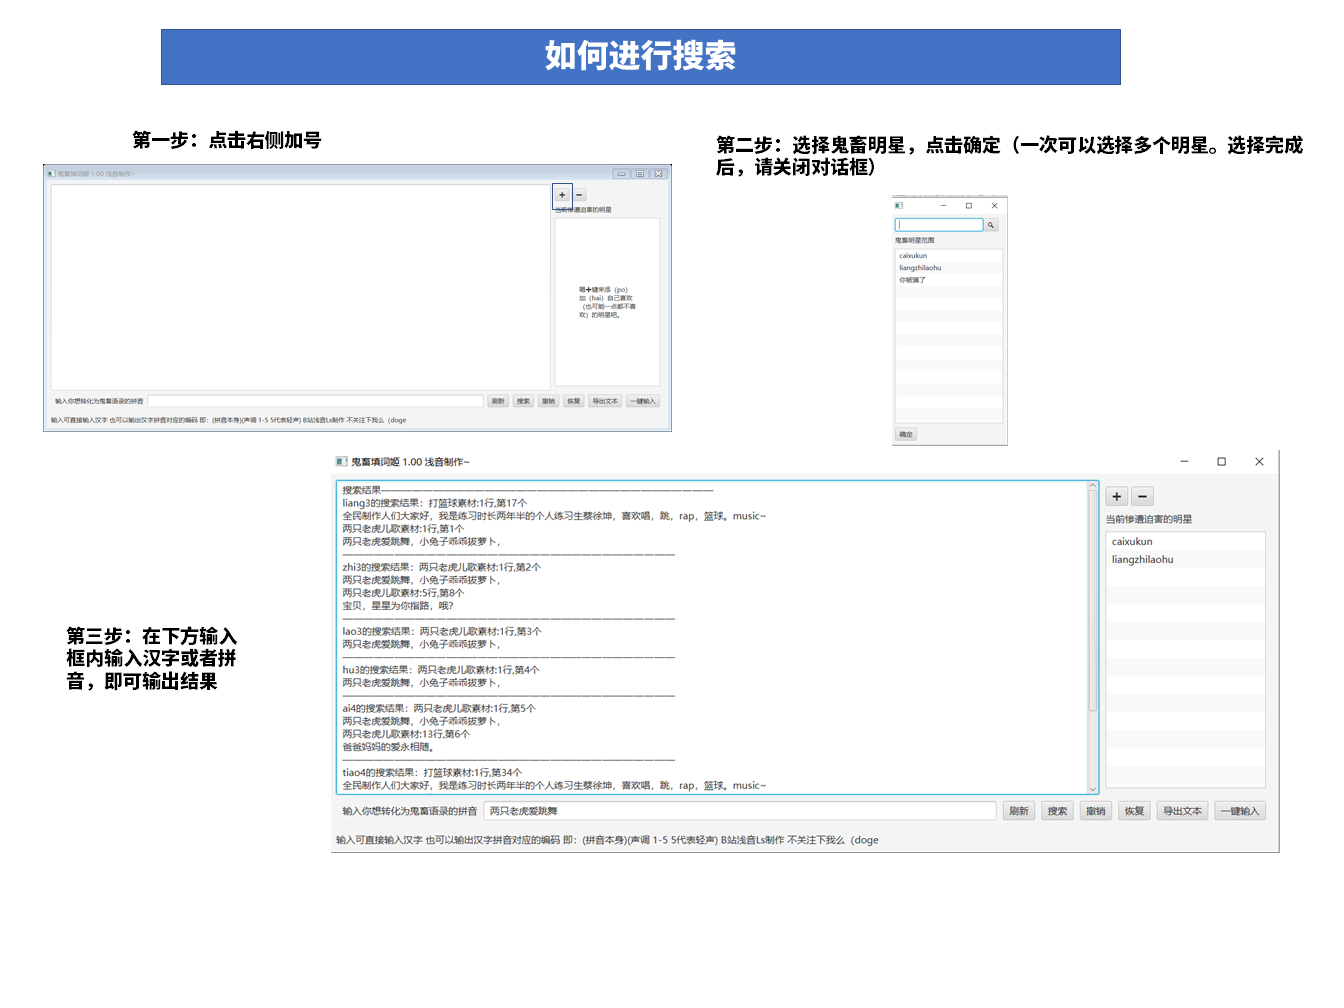 如何进行搜索
第一步：点击右侧加号
第二步：选择鬼畜明星，点击确定（一次可以选择多个明星。选择完成
后，请关闭对话框）
鬼畜填词姬 1.00 浅音制作~
+ −
当前惨遭迫害的明星
嗯+键来添（po）
加（hai）自己喜欢
（也可能一点都不喜
欢）的明星吧。
输入你想转化为鬼畜语录的拼音
刷新 搜索 撤销 恢复 导出文本 一键输入
输入可直接输入汉字 也可以输出汉字拼音对应的编码 即：(拼音本身)(声调 1-5 5代表轻声) B站浅音Ls制作 不关注下我么（doge
鬼畜明星范围
caixukun
liangzhilaohu
你被骗了
确定
第三步：在下方输入
框内输入汉字或者拼
音，即可输出结果
鬼畜填词姬 1.00 浅音制作~
搜索结果————————————————————————————————
liang3的搜索结果：打篮球素材:1行,第17个
全民制作人们大家好，我是练习时长两年半的个人练习生蔡徐坤，喜欢唱，跳，rap，篮球。music~
两只老虎儿歌素材:1行,第1个
两只老虎爱跳舞，小兔子乖乖拔萝卜，
————————————————————————————————
zhi3的搜索结果：两只老虎儿歌素材:1行,第2个
两只老虎爱跳舞，小兔子乖乖拔萝卜，
两只老虎儿歌素材:5行,第8个
宝贝，星星为你指路，哦？
————————————————————————————————
lao3的搜索结果：两只老虎儿歌素材:1行,第3个
两只老虎爱跳舞，小兔子乖乖拔萝卜，
————————————————————————————————
hu3的搜索结果：两只老虎儿歌素材:1行,第4个
两只老虎爱跳舞，小兔子乖乖拔萝卜，
————————————————————————————————
ai4的搜索结果：两只老虎儿歌素材:1行,第5个
两只老虎爱跳舞，小兔子乖乖拔萝卜，
两只老虎儿歌素材:13行,第6个
爸爸妈妈的爱永相随。
————————————————————————————————
tiao4的搜索结果：打篮球素材:1行,第34个
全民制作人们大家好，我是练习时长两年半的个人练习生蔡徐坤，喜欢唱，跳，rap，篮球。music~
+ −
当前惨遭迫害的明星
caixukun
liangzhilaohu
输入你想转化为鬼畜语录的拼音 两只老虎爱跳舞 刷新 搜索 撤销 恢复 导出文本 一键输入
输入可直接输入汉字 也可以输出汉字拼音对应的编码 即：(拼音本身)(声调 1-5 5代表轻声) B站浅音Ls制作 不关注下我么（doge